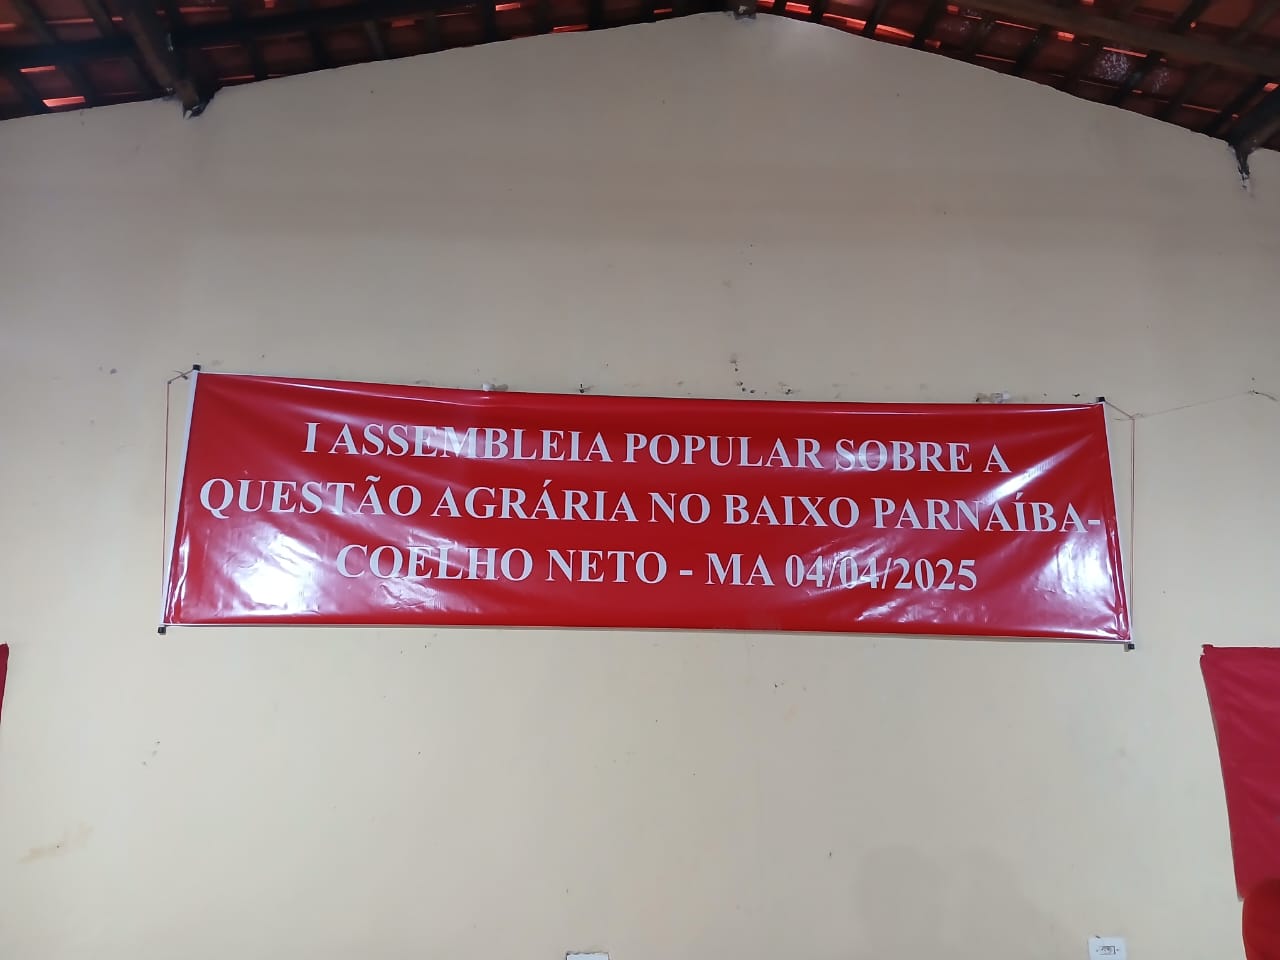 I ASSEMBLEIA POPULAR SOBRE A
QUESTÃO AGRÁRIA NO BAIXO PARNAÍBA-
COELHO NETO - MA 04/04/2025